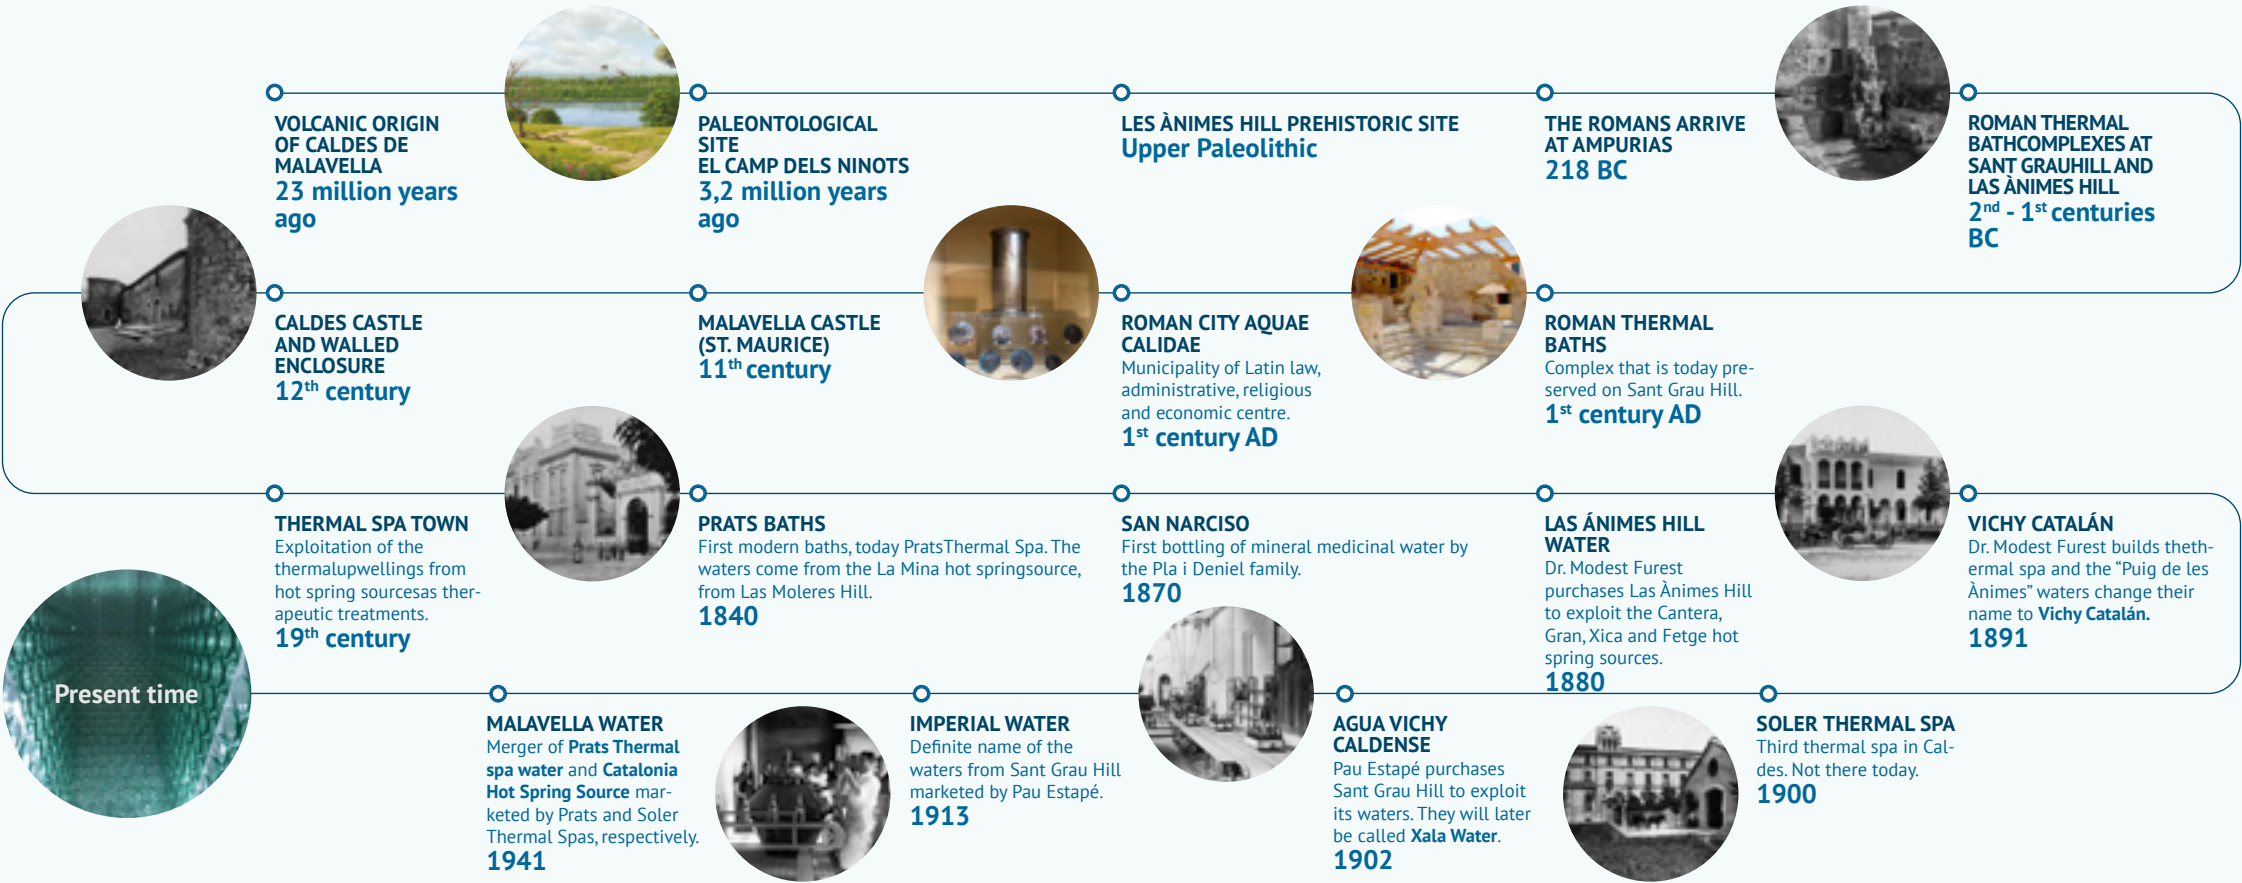 VOLCANIC ORIGIN
OF CALDES DE
MALAVELLA
23 million years
ago
PALEONTOLOGICAL
SITE
EL CAMP DELS NINOTS
3,2 million years
ago
LES ÀNIMES HILL PREHISTORIC SITE
Upper Paleolithic
THE ROMANS ARRIVE
AT AMPURIAS
218 BC
ROMAN THERMAL
BATHCOMPLEXES AT
SANT GRAUHILL AND
LAS ÀNIMES HILL
2nd - 1st centuries
BC
ROMAN THERMAL
BATHS
Complex that is today pre-
served on Sant Grau Hill.
1st century AD
ROMAN CITY AQUAE
CALIDAE
Municipality of Latin law,
administrative, religious
and economic centre.
1st century AD
MALAVELLA CASTLE
(ST. MAURICE)
11th century
CALDES CASTLE
AND WALLED
ENCLOSURE
12th century
THERMAL SPA TOWN
Exploitation of the
thermalupwellings from
hot spring sourcesas ther-
apeutic treatments.
19th century
PRATS BATHS
First modern baths, today PratsThermal Spa. The
waters come from the La Mina hot springsource,
from Las Moleres Hill.
1840
SAN NARCISO
First bottling of mineral medicinal water by
the Pla i Deniel family.
1870
LAS ÁNIMES HILL
WATER
Dr. Modest Furest
purchases Las Ànimes Hill
to exploit the Cantera,
Gran, Xica and Fetge hot
spring sources.
1880
VICHY CATALÁN
Dr. Modest Furest builds theth-
ermal spa and the “Puig de les
Ànimes” waters change their
name to Vichy Catalán.
1891
SOLER THERMAL SPA
Third thermal spa in Cal-
des. Not there today.
1900
AGUA VICHY
CALDENSE
Pau Estapé purchases
Sant Grau Hill to exploit
its waters. They will later
be called Xala Water.
1902
IMPERIAL WATER
Definite name of the
waters from Sant Grau Hill
marketed by Pau Estapé.
1913
MALAVELLA WATER
Merger of Prats Thermal
spa water and Catalonia
Hot Spring Source mar-
keted by Prats and Soler
Thermal Spas, respectively.
1941
Present time